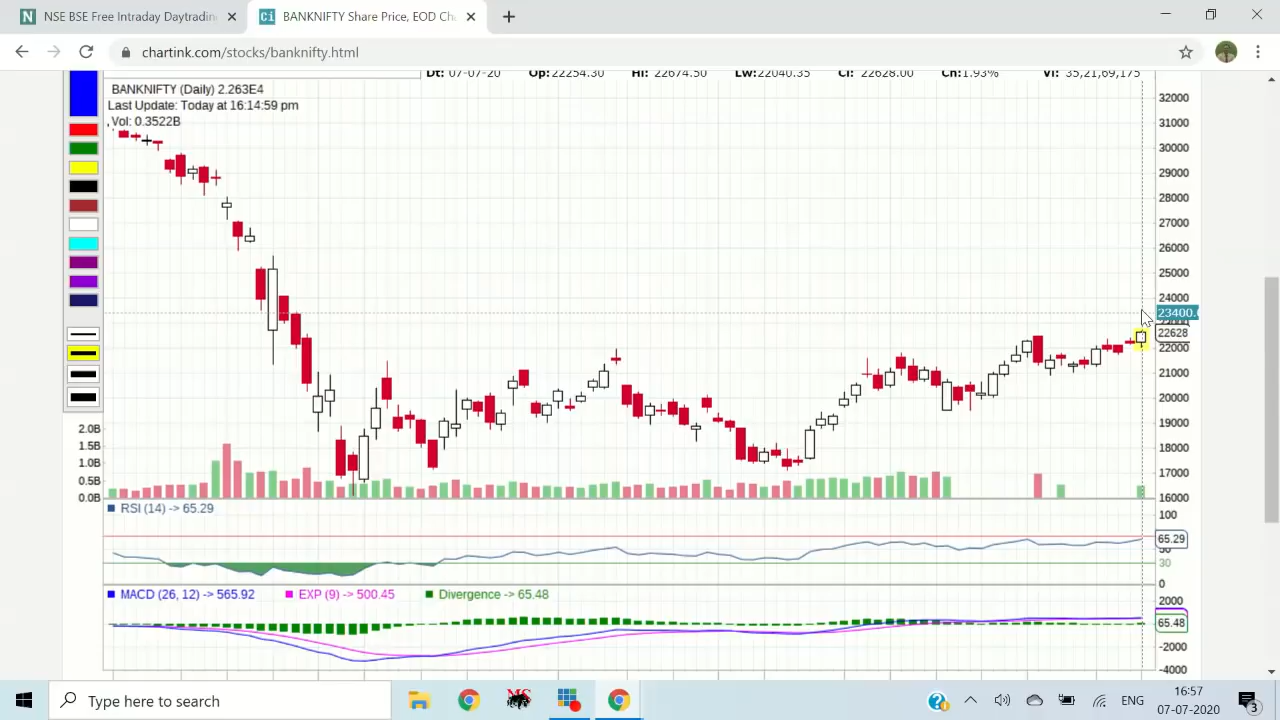 NSE BSE Free Intraday Daytradin
BANKNIFTY Share Price, EOD Ch
chartink.com/stocks/banknifty.html
Dt: 07-07-20 Op: 22254.30 Hi: 22674.50 Lw: 22040.35 Cl: 22628.00 Ch: 1.93% Vl: 35,21,69,175
BANKNIFTY (Daily) 2.263E4
Last Update: Today at 16:14:59 pm
Vol: 0.3522B
32000
31000
30000
29000
28000
27000
26000
25000
24000
23400.
23000
22628
22000
21000
20000
19000
18000
17000
16000
2.0B
1.5B
1.0B
0.5B
0.0B
RSI (14) -> 65.29
100
65.29
50
30
0
MACD (26, 12) -> 565.92 EXP (9) -> 500.45 Divergence -> 65.48
2000
65.48
-2000
-4000
Type here to search
MS
ENG
16:57
07-07-2020
3